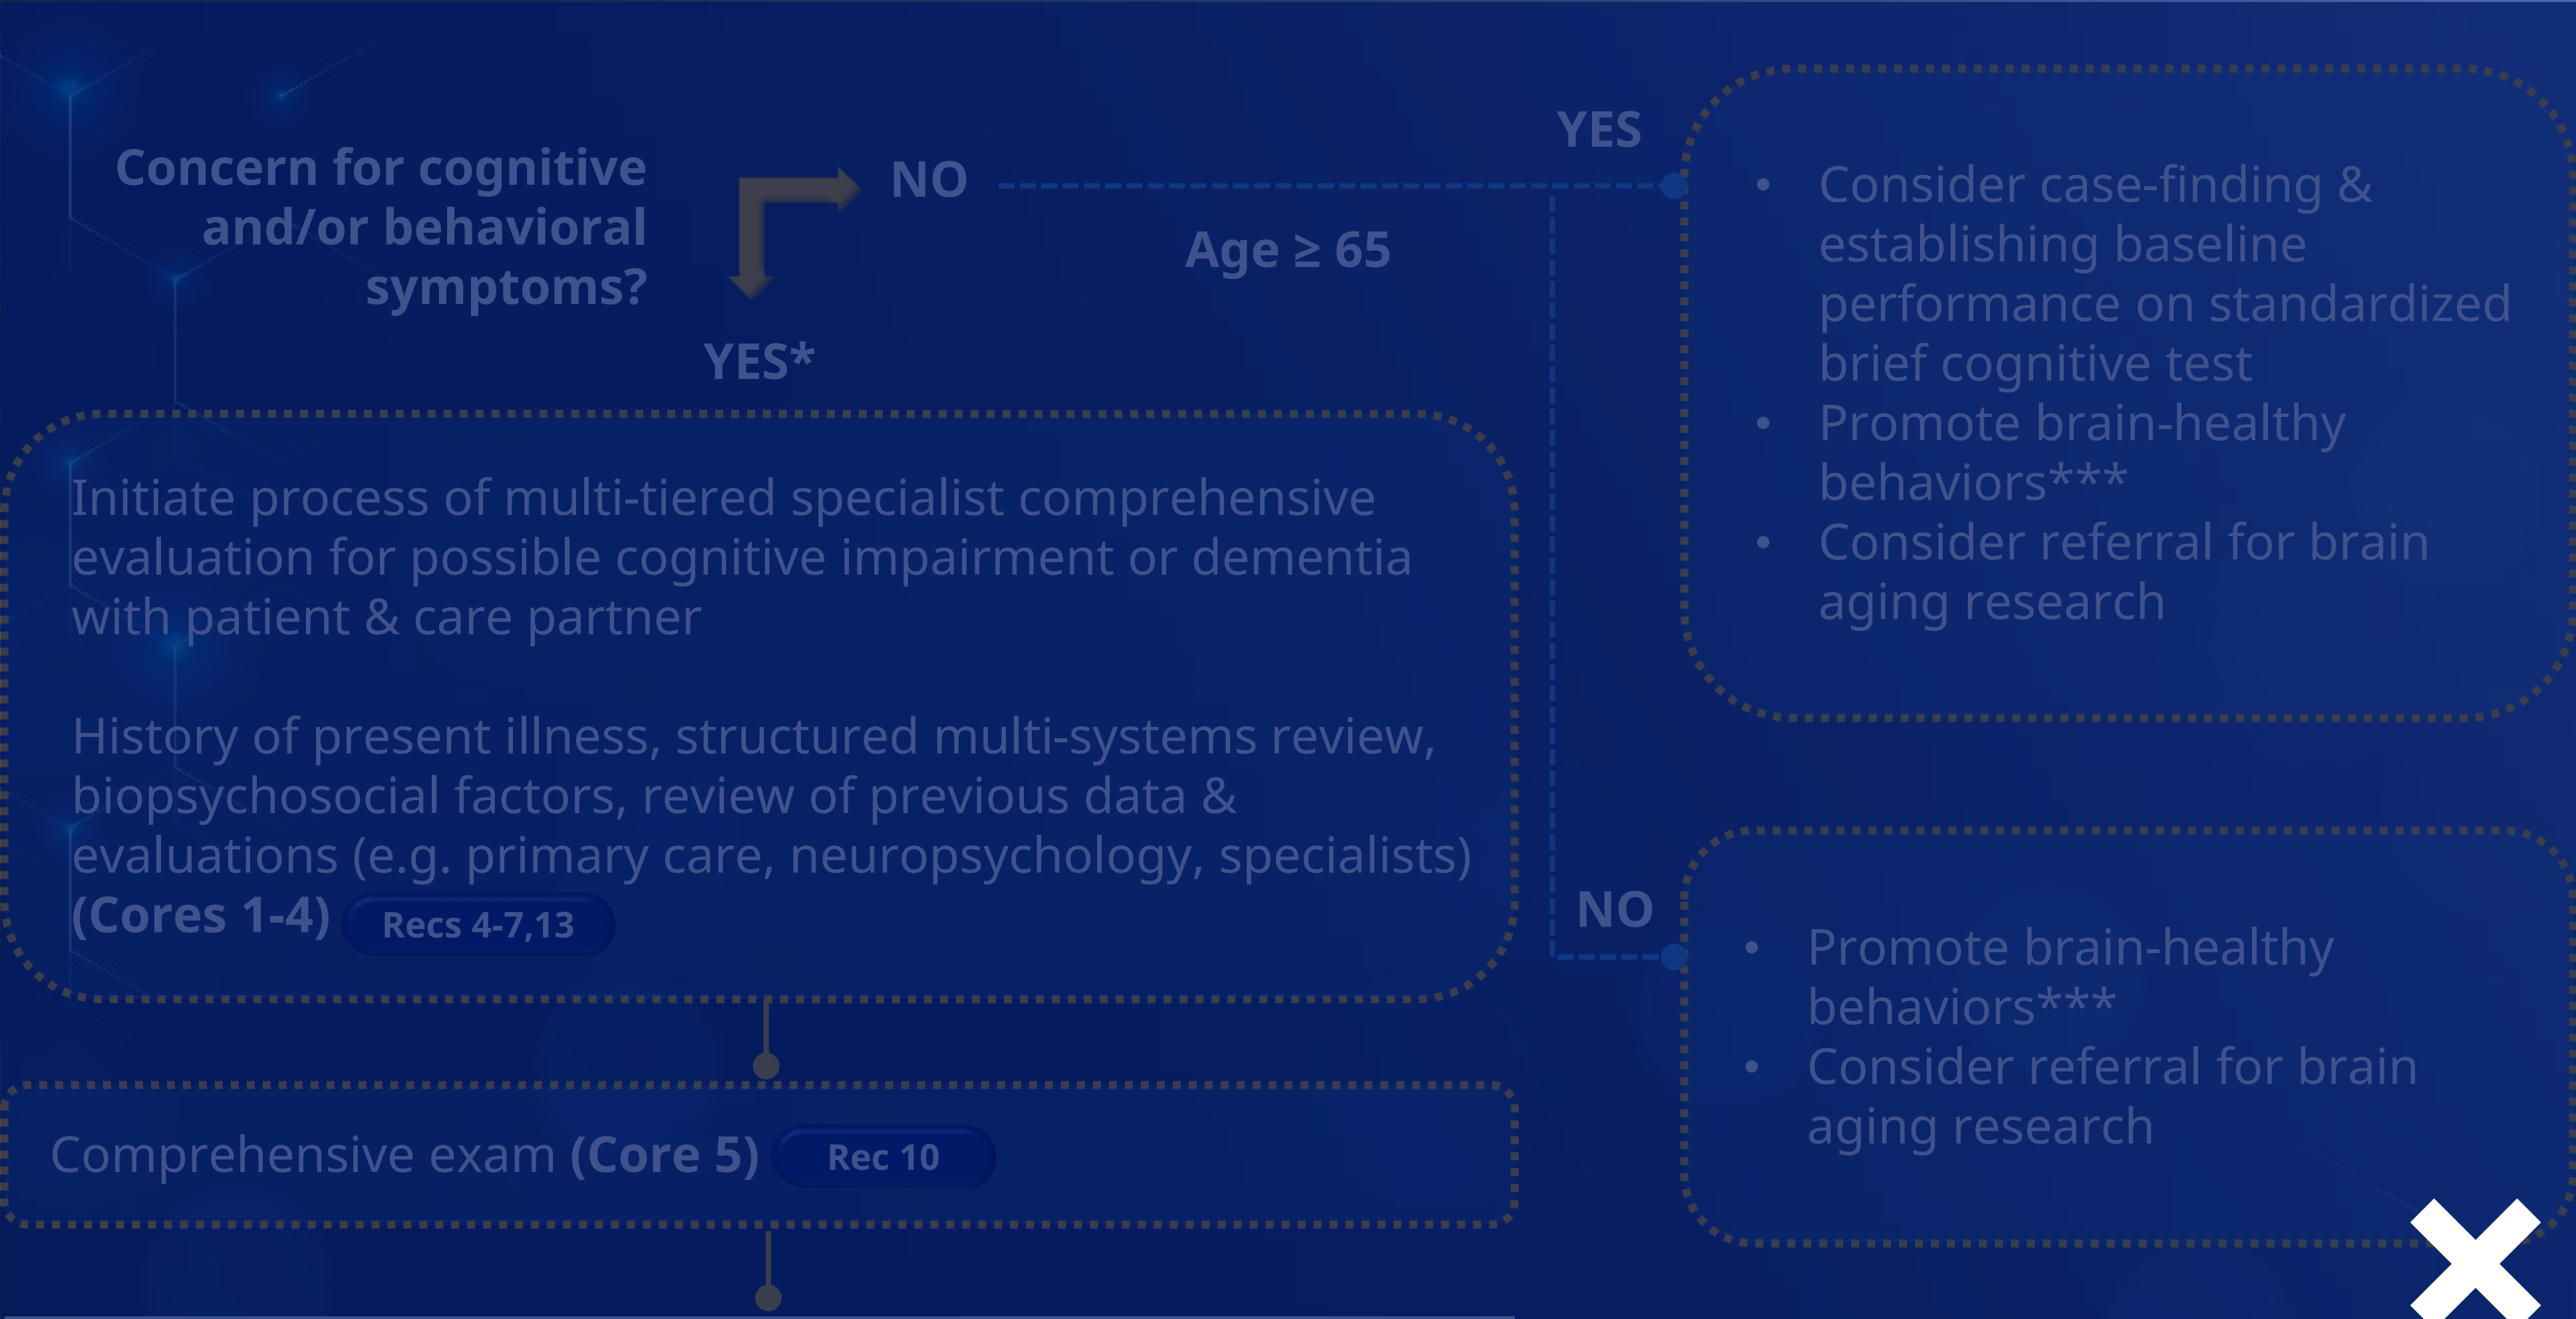 Concern for cognitive
and/or behavioral
symptoms?
NO
YES*
Age ≥ 65
YES
• Consider case-finding &
establishing baseline
performance on standardized
brief cognitive test
• Promote brain-healthy
behaviors***
• Consider referral for brain
aging research
Initiate process of multi-tiered specialist comprehensive
evaluation for possible cognitive impairment or dementia
with patient & care partner
History of present illness, structured multi-systems review,
biopsychosocial factors, review of previous data &
evaluations (e.g. primary care, neuropsychology, specialists)
(Cores 1-4) Recs 4-7,13
NO
• Promote brain-healthy
behaviors***
• Consider referral for brain
aging research
Comprehensive exam (Core 5) Rec 10